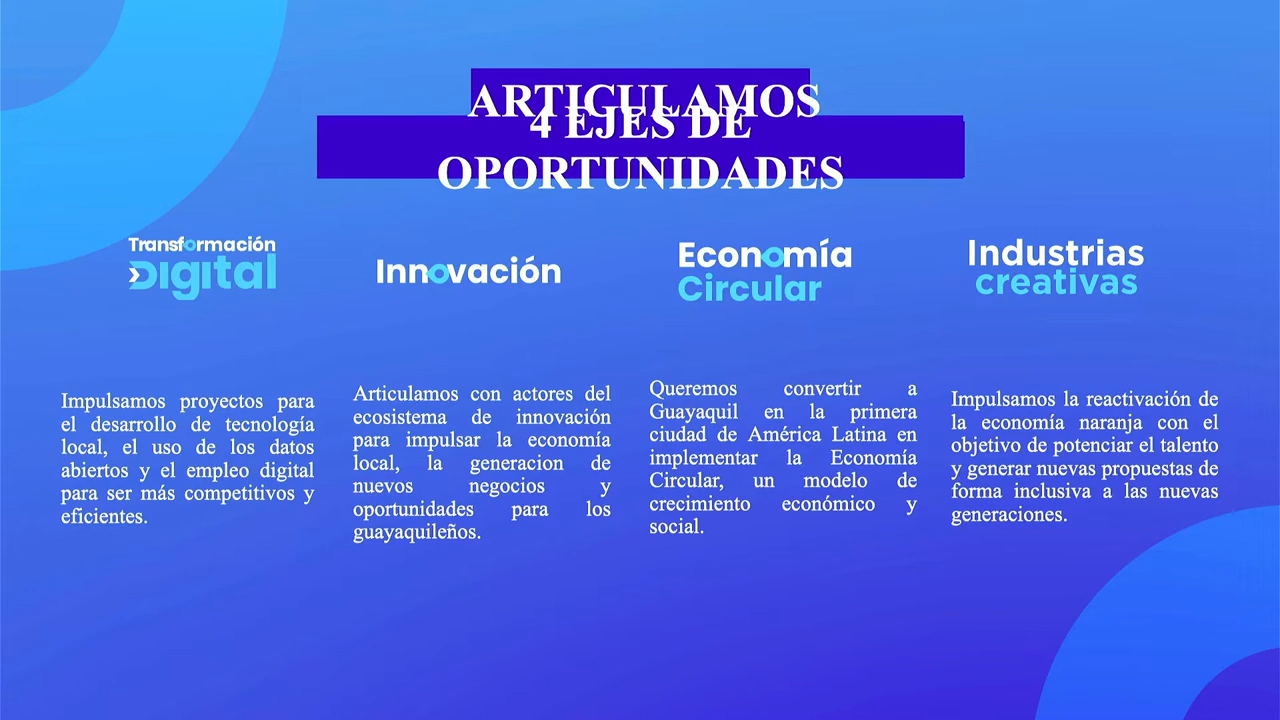 ARTICULAMOS
4 EJES DE
OPORTUNIDADES
Transformación
Digital
Innovación
Economía
Circular
Industrias
creativas
Impulsamos proyectos para
el desarrollo de tecnología
local, el uso de los datos
abiertos y el empleo digital
para ser más competitivos y
eficientes.
Articulamos con actores del
ecosistema de innovación
para impulsar la economía
local, la generacion de
nuevos negocios y
oportunidades para los
guayaquileños.
Queremos convertir a
Guayaquil en la primera
ciudad de América Latina en
implementar la Economía
Circular, un modelo de
crecimiento económico y
social.
Impulsamos la reactivación de
la economía naranja con el
objetivo de potenciar el talento
y generar nuevas propuestas de
forma inclusiva a las nuevas
generaciones.